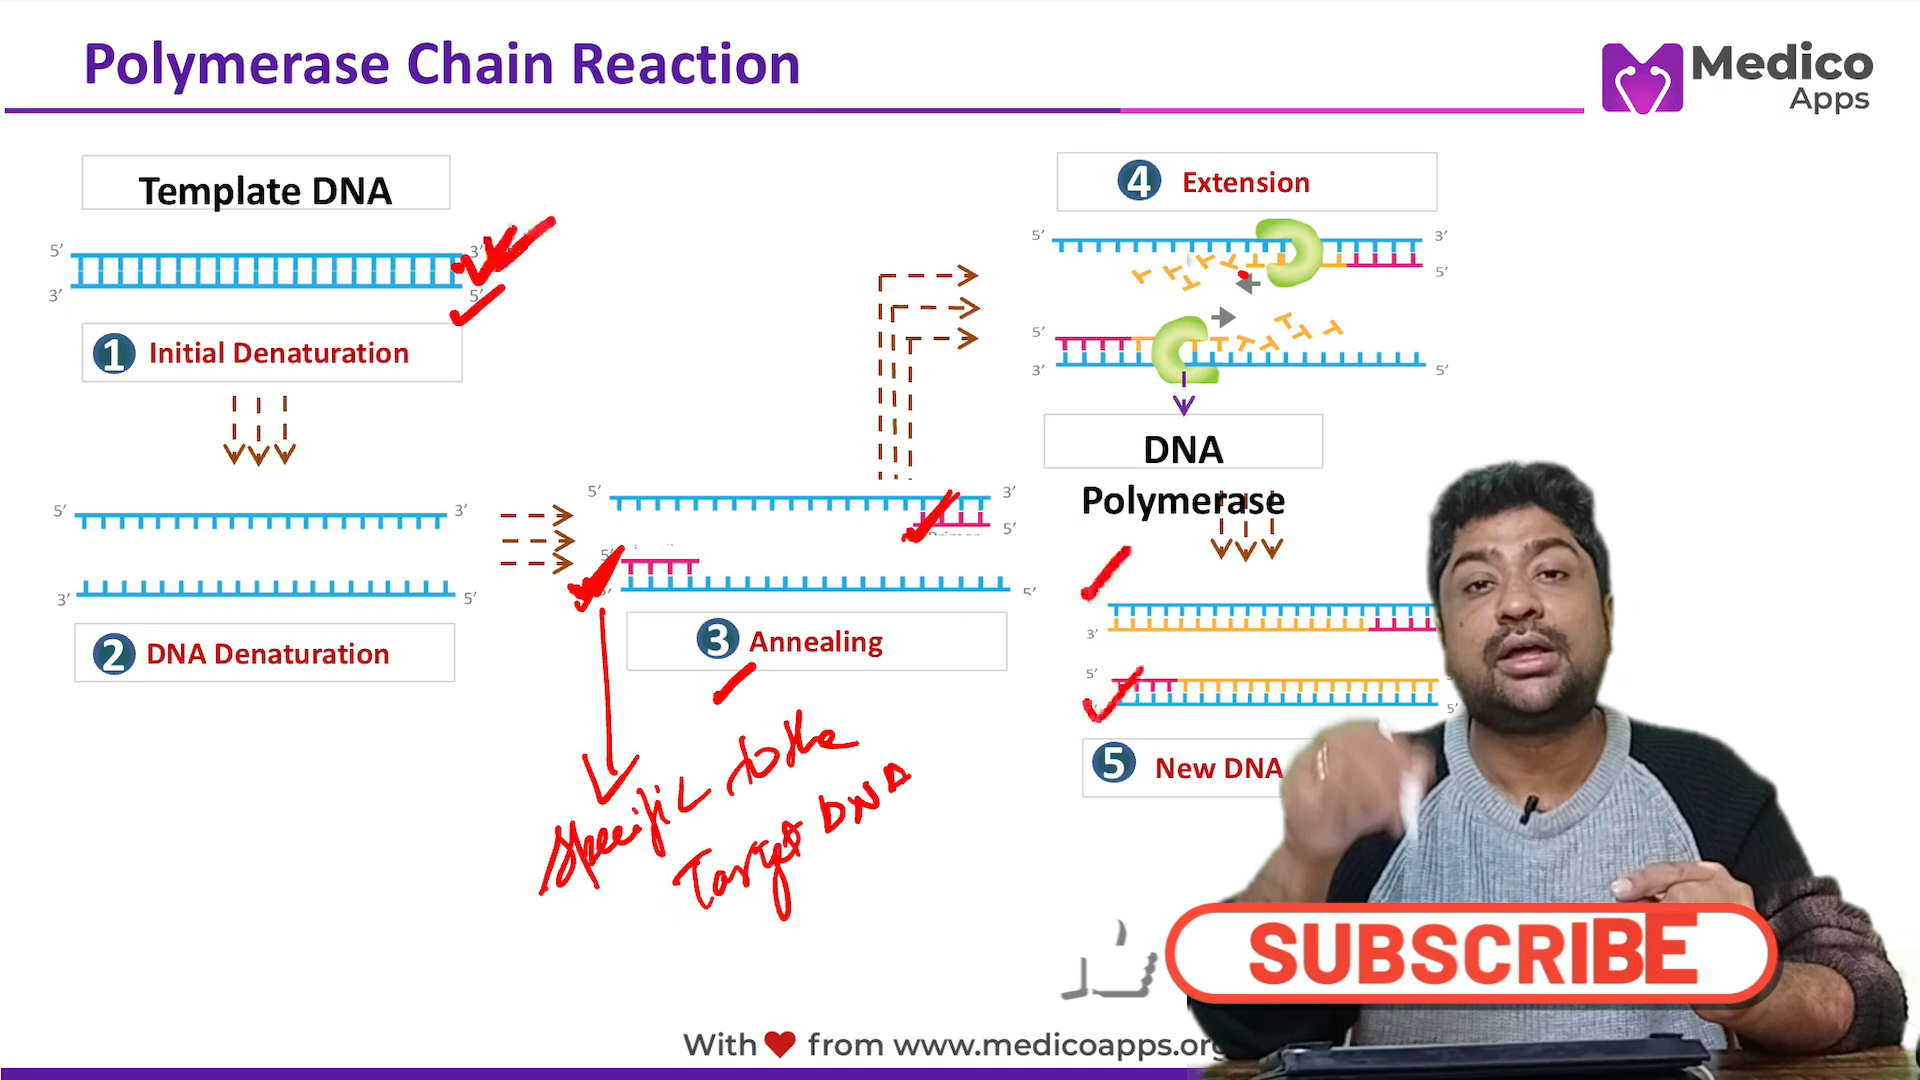 Polymerase Chain Reaction
Medico
Apps
Template DNA
5’
3’
3’
5’
1 Initial Denaturation
5’
3’
3’
5’
2 DNA Denaturation
5’
3’
5’
5’
5’
3 Annealing
Specific to the
Target DNA
4 Extension
5’
3’
5’
5’
3’
5’
DNA
Polymerase
3’
5’
5’
5 New DNA
SUBSCRIBE
With from www.medicoapps.org